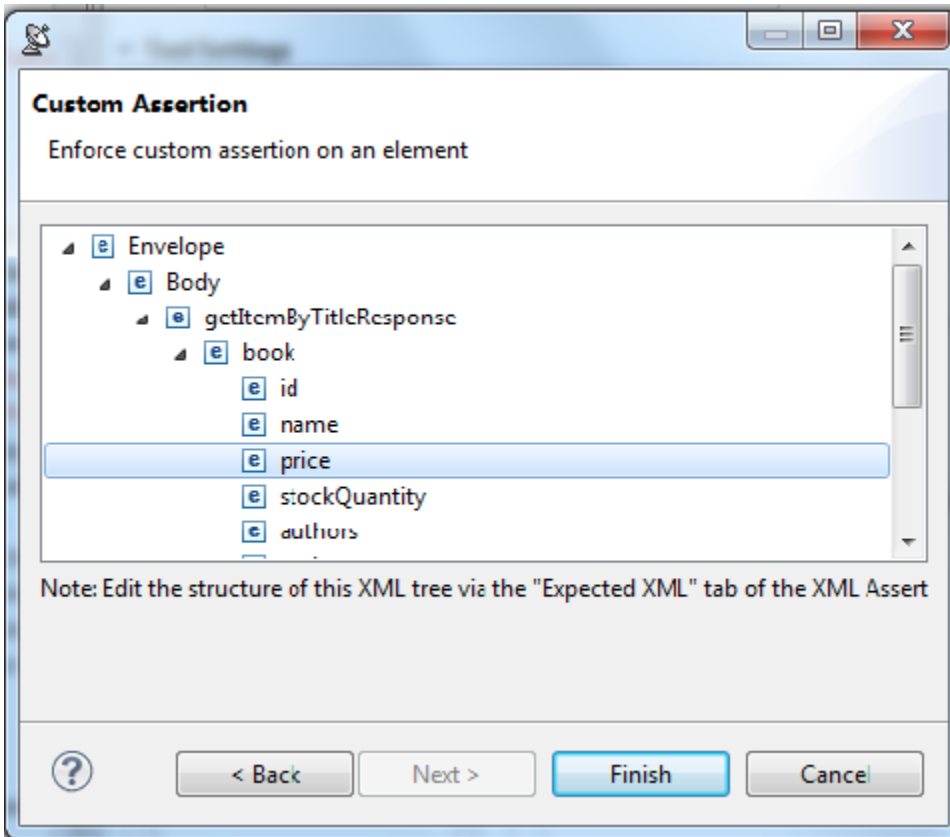 Custom Assertion
Enforce custom assertion on an element
Envelope
Body
getItemByTitleResponse
book
id
name
price
stockQuantity
authors
Note: Edit the structure of this XML tree via the "Expected XML" tab of the XML Assert
< Back
Next >
Finish
Cancel